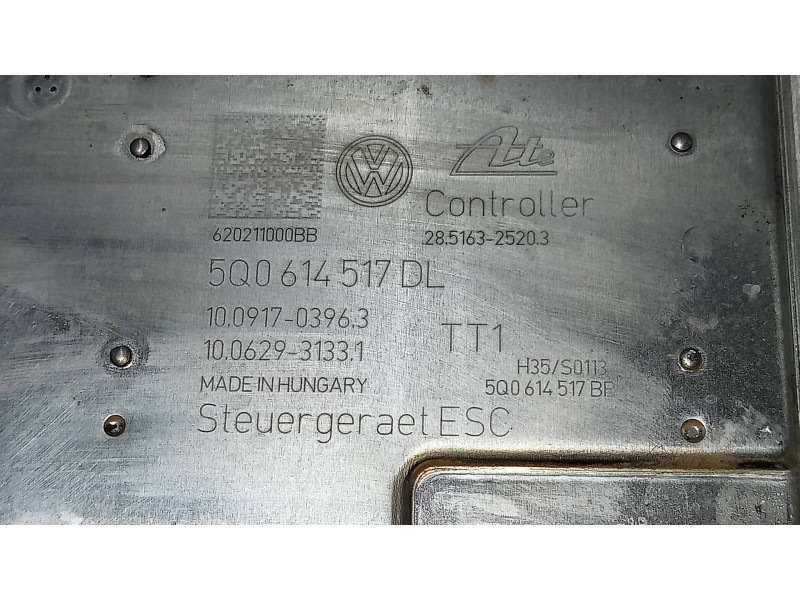 Ate
Controller
620211000BB
28.5163-2520.3
5Q0 614 517 DL
10.0917-0396.3
10.0629-3133.1
TT1
H35/S0113
MADE IN HUNGARY
5Q0 614 517 BP
Steuergeraet ESC